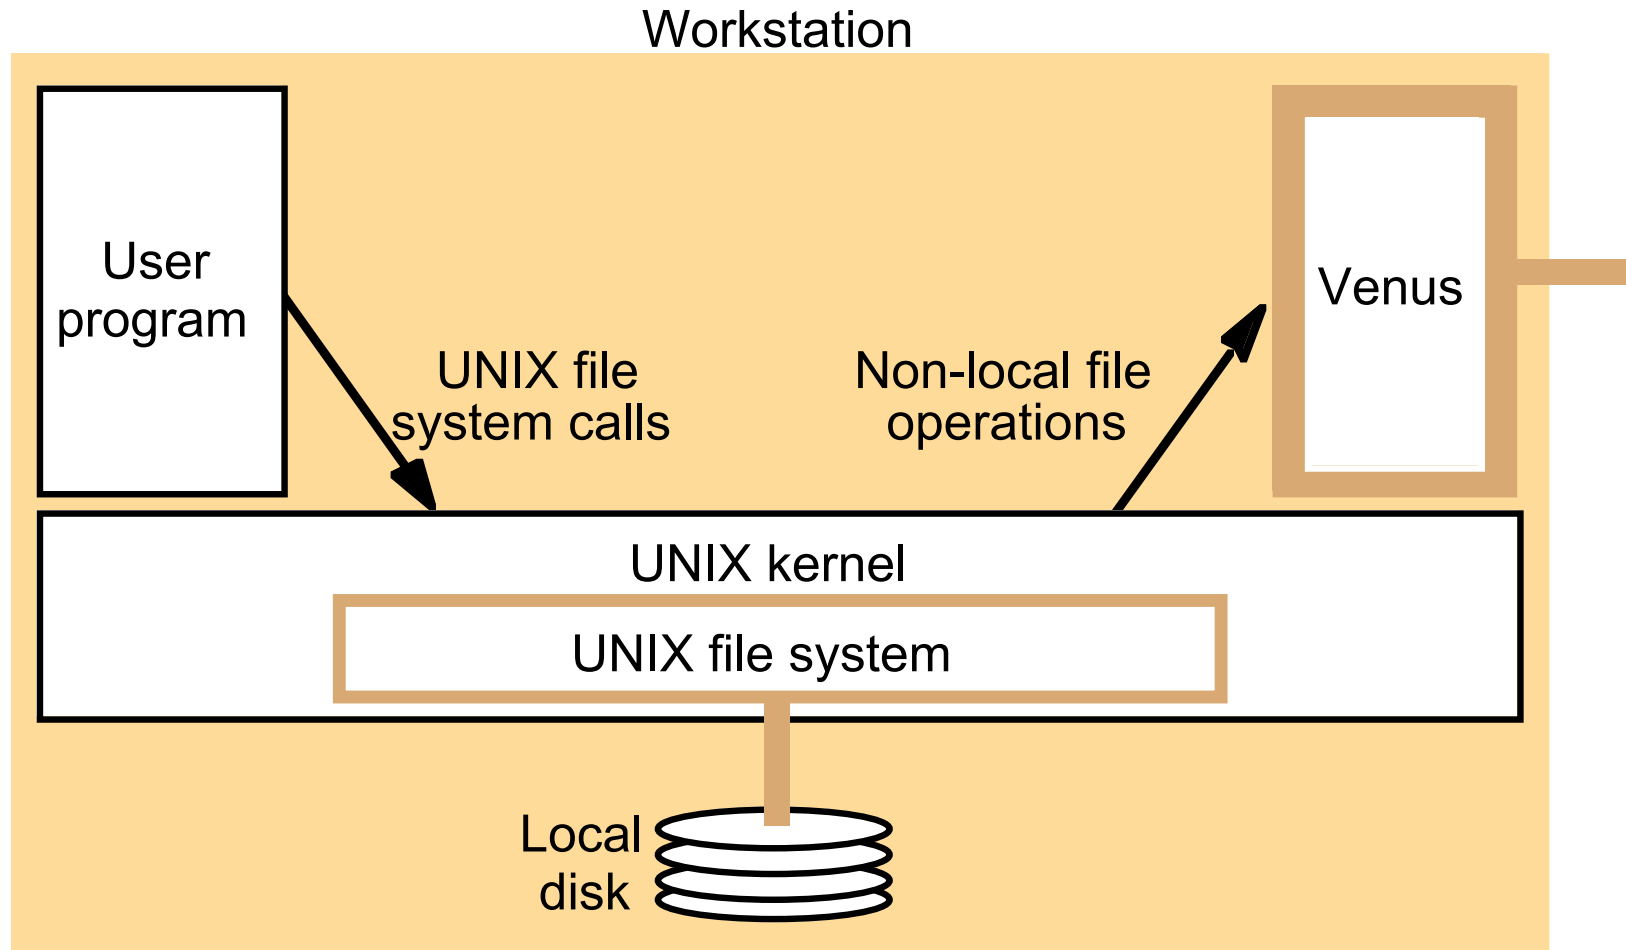 Workstation
User
program
Venus
UNIX file
system calls
Non-local file
operations
UNIX kernel
UNIX file system
Local
disk